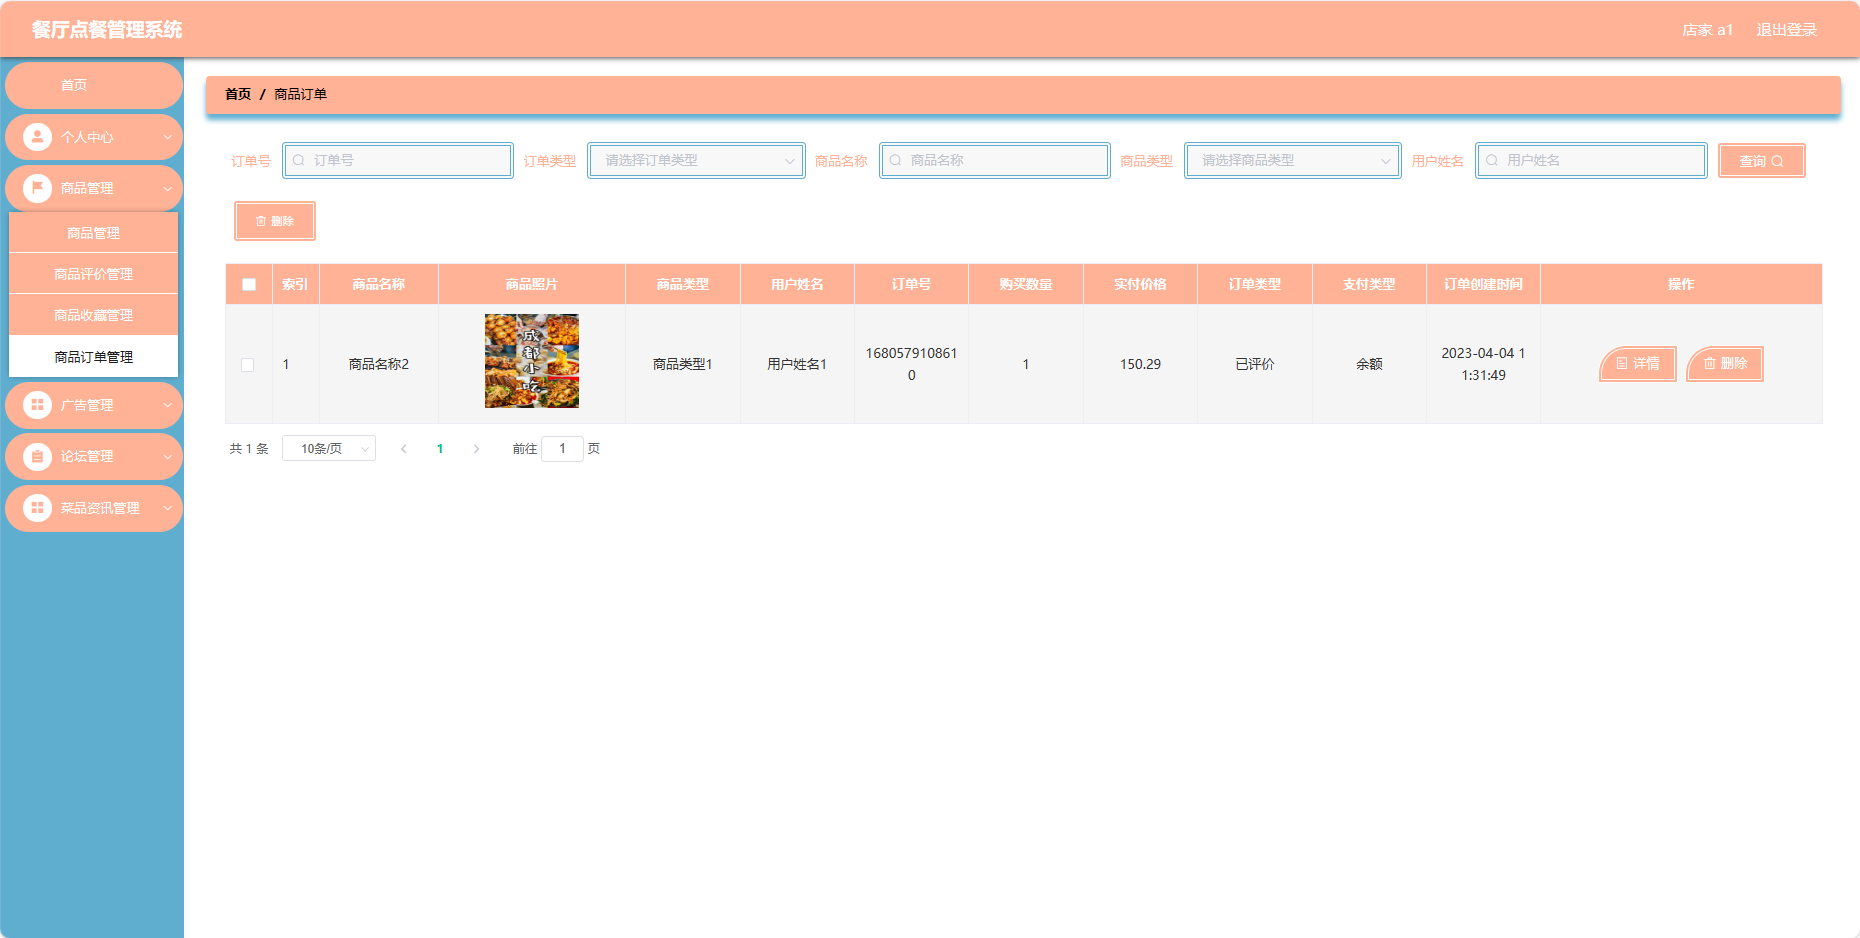 餐厅点餐管理系统
店家 a1
退出登录
首页
个人中心
商品管理
商品管理
商品评价管理
商品收藏管理
商品订单管理
广告管理
论坛管理
菜品资讯管理
首页 / 商品订单
订单号 订单号 订单类型 请选择订单类型 商品名称 商品名称 商品类型 请选择商品类型 用户姓名 用户姓名 查询
删除
索引 商品名称 商品照片 商品类型 用户姓名 订单号 购买数量 实付价格 订单类型 支付类型 订单创建时间 操作
1 商品名称2 成都小吃 商品类型1 用户姓名1 168057910861
0 1 150.29 已评价 余额 2023-04-04 1
1:31:49 详情 删除
共 1 条 10条/页 1 前往 1 页